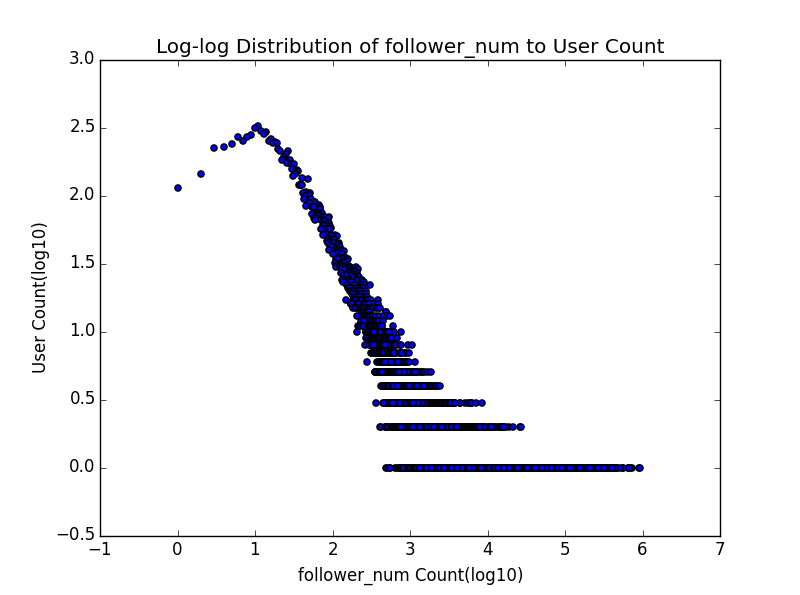 Log-log Distribution of follower_num to User Count
3.0
2.5
2.0
1.5
1.0
0.5
0.0
−0.5
−1 0 1 2 3 4 5 6 7
User Count(log10)
follower_num Count(log10)